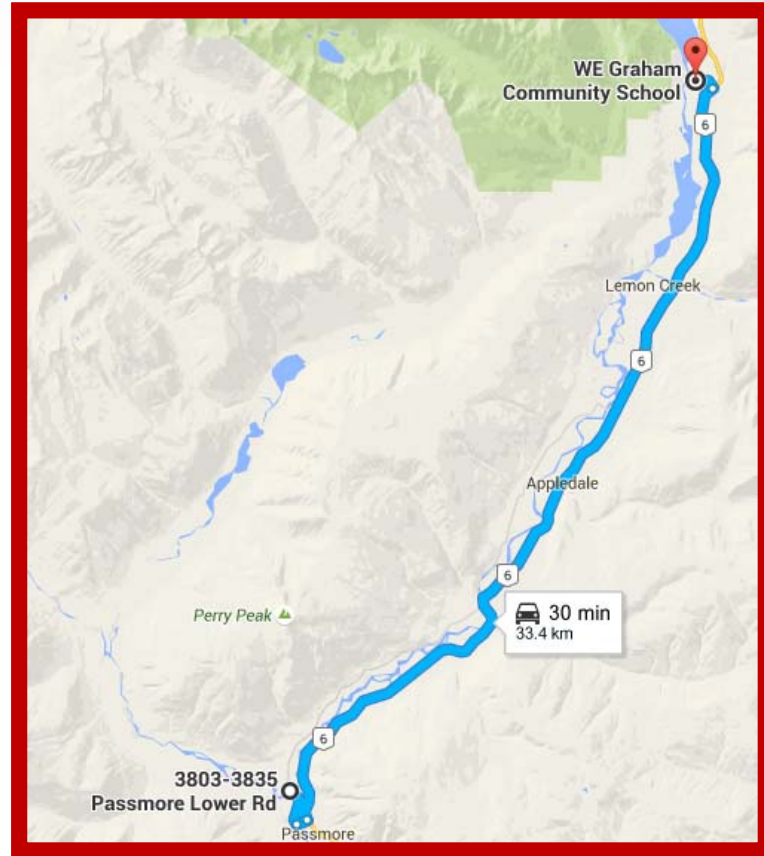 WE Graham
Community School
6
Lemon Creek
6
Appledale
6
30 min
33.4 km
Perry Peak
6
3803-3835
Passmore Lower Rd
Passmore